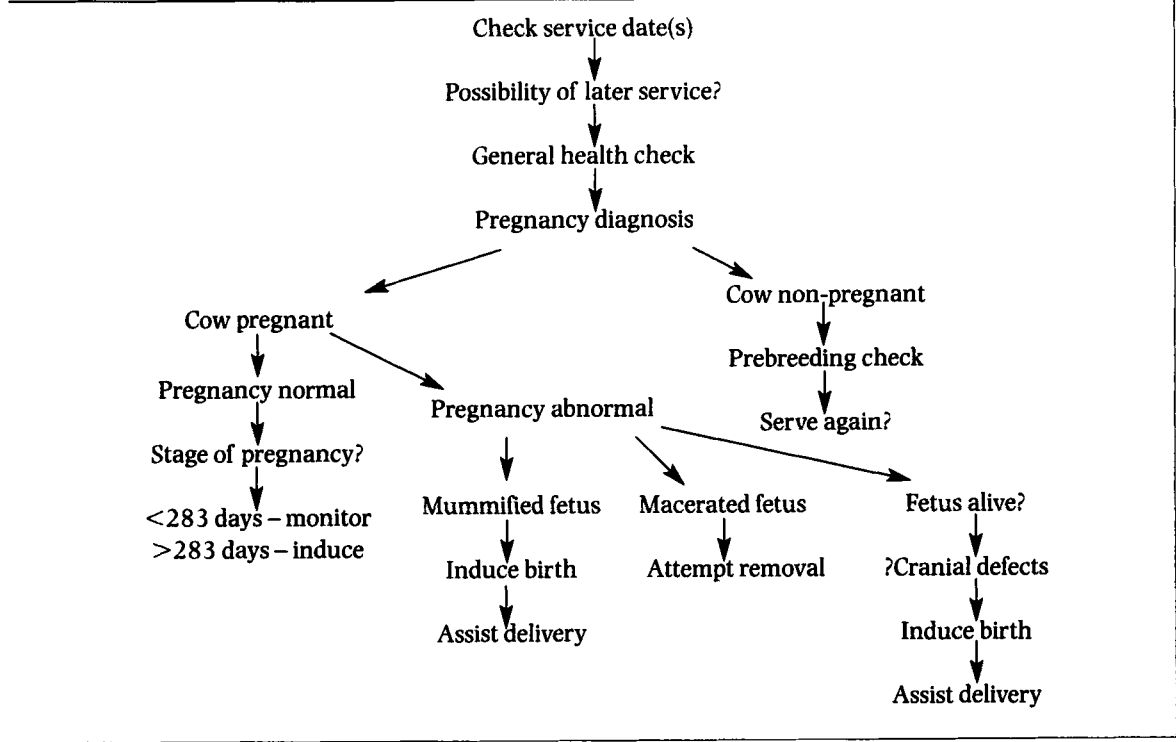 Check service date(s)
Possibility of later service?
General health check
Pregnancy diagnosis
Cow non-pregnant
Cow pregnant
Prebreeding check
Pregnancy normal
Pregnancy abnormal
Serve again?
Stage of pregnancy?
Mummified fetus
Macerated fetus
Fetus alive?
<283 days – monitor
>283 days – induce
Induce birth
Attempt removal
?Cranial defects
Assist delivery
Induce birth
Assist delivery